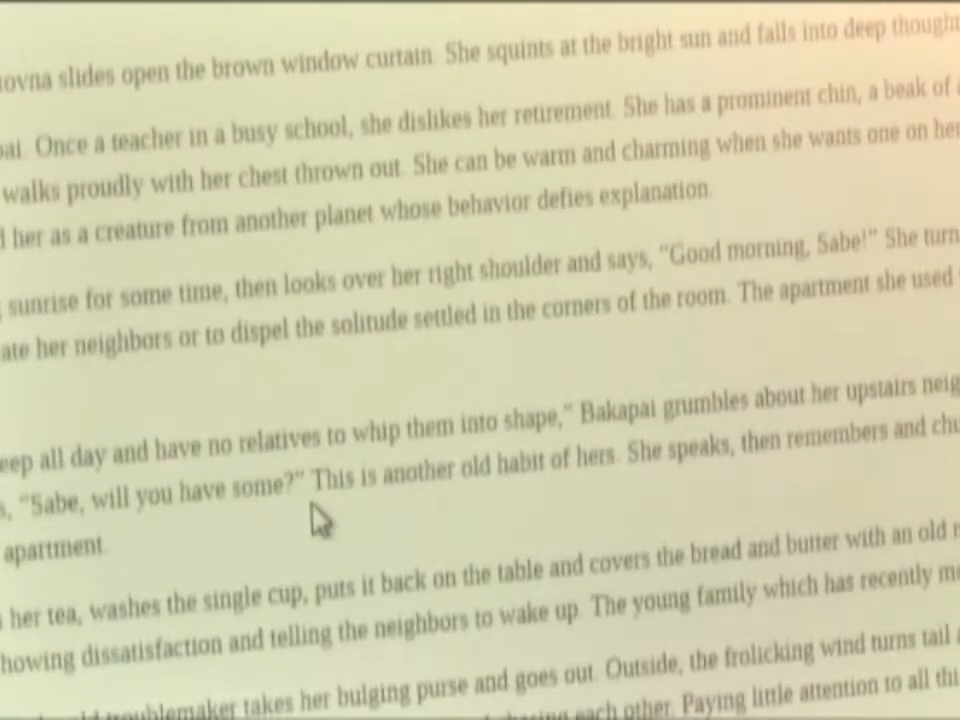 slides open the brown window curtain. She squints at the bright sun and falls into deep thought
Once a teacher in a busy school, she dislikes her retirement. She has a prominent chin, a beak of
walks proudly with her chest thrown out. She can be warm and charming when she wants one on her
her as a creature from another planet whose behavior defies explanation.
sunrise for some time, then looks over her right shoulder and says, “Good morning, Sabe!” She turn
her neighbors or to dispel the solitude settled in the corners of the room. The apartment she used
all day and have no relatives to whip them into shape,” Bakapai grumbles about her upstairs
“Sabe, will you have some?” This is another old habit of hers. She speaks, then remembers and
apartment.
her tea, washes the single cup, puts it back on the table and covers the bread and butter with an old
howing dissatisfaction and telling the neighbors to wake up. The young family which has recently
troublemaker takes her bulging purse and goes out. Outside, the frolicking wind turns tail
each other. Paying little attention to all